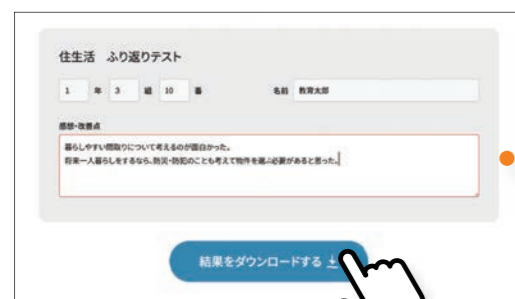 住生活 ふり返りテスト
1 年 3 組 10 番 名前 教育太郎
感想・改善点
暮らしやすい間取りについて考えるのが面白かった。
将来一人暮らしをするなら、防災・防犯のことも考えて物件を選ぶ必要があると思った。
結果をダウンロードする